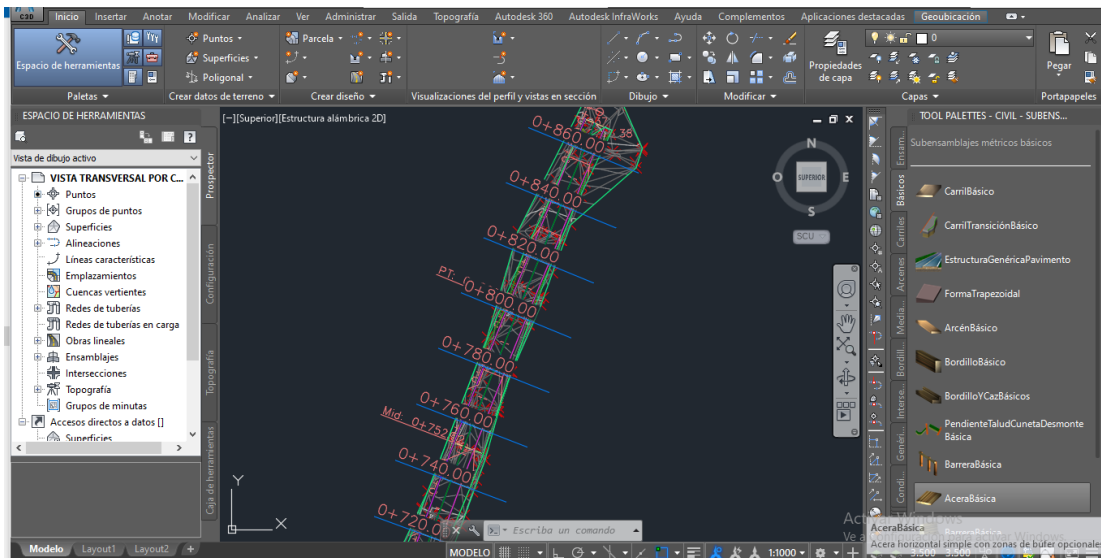 C3D
Inicio Insertar Anotar Modificar Analizar Ver Administrar Salida Topografía Autodesk 360 Autodesk InfraWorks Ayuda Complementos Aplicaciones destacadas Geoubicación
Espacio de herramientas
Puntos
Superficies
Poligonal
Parcela
Propiedades de capa
0
Pegar
Paletas
Crear datos de terreno
Crear diseño
Visualizaciones del perfil y vistas en sección
Dibujo
Modificar
Capas
Portapapeles
ESPACIO DE HERRAMIENTAS
Vista de dibujo activo
VISTA TRANSVERSAL POR C...
Puntos
Grupos de puntos
Superficies
Alineaciones
Líneas características
Emplazamientos
Cuencas vertientes
Redes de tuberías
Redes de tuberías en carga
Obras lineales
Ensamblajes
Intersecciones
Topografía
Grupos de minutas
Accesos directos a datos []
Superficies
Prospector
Configuración
Topografía
Caja de herramientas
[−][Superior][Estructura alámbrica 2D]
0+860.00
0+840.00
0+820.00
PT:
0+800.00
0+780.00
0+760.00
Mid: 0+752
0+740.00
0+720.0
N
O
SUPERIOR
E
S
SCU
Y
X
Escriba un comando
TOOL PALETTES - CIVIL - SUBENS...
Subensamblajes métricos básicos
Ensam...
Básicos
Carriles
Arcenes
Media...
Bordill...
Interse...
Genéri...
Condi...
CarrilBásico
CarrilTransiciónBásico
EstructuraGenéricaPavimento
FormaTrapezoidal
ArcénBásico
BordilloBásico
BordilloYCazBásicos
PendienteTaludCunetaDesmonte
Básica
BarreraBásica
AceraBásica
AceraBásica
Acera horizontal simple con zonas de búfer opcionales
Modelo Layout1 Layout2 +
MODELO
1:1000